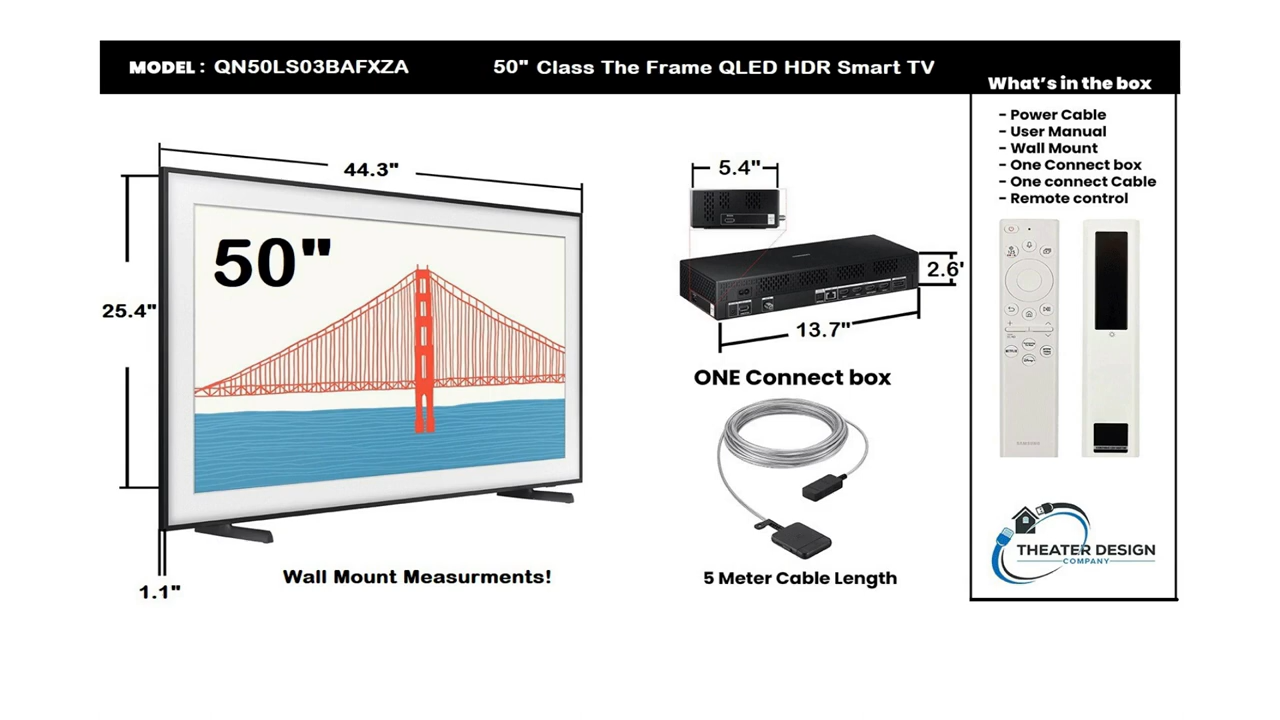 MODEL: QN50LS03BAFXZA
50" Class The Frame QLED HDR Smart TV
What's in the box
- Power Cable
- User Manual
- Wall Mount
- One Connect box
- One connect Cable
- Remote control
44.3"
25.4"
50"
1.1"
Wall Mount Measurments!
5.4"
2.6'
13.7"
ONE Connect box
5 Meter Cable Length
SAMSUNG
THEATER DESIGN
COMPANY